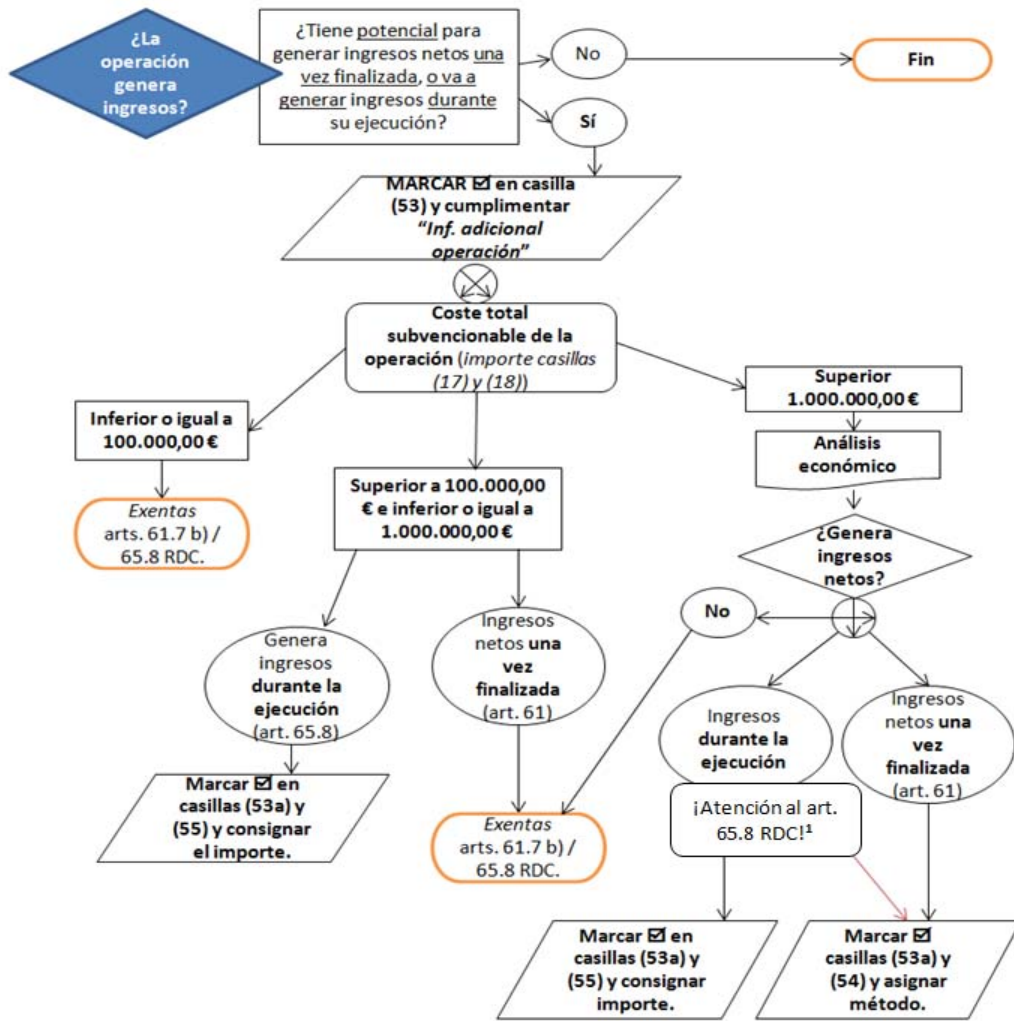 ¿La
operación
genera
ingresos?
¿Tiene potencial para
generar ingresos netos una
vez finalizada, o va a
generar ingresos durante
su ejecución?
No
Fin
Sí
MARCAR ☑ en casilla
(53) y cumplimentar
“Inf. adicional
operación”
Coste total
subvencionable de la
operación (importe casillas
(17) y (18))
Inferior o igual a
100.000,00 €
Superior
1.000.000,00 €
Análisis
económico
Superior a 100.000,00
€ e inferior o igual a
1.000.000,00 €
Exentas
arts. 61.7 b) /
65.8 RDC.
¿Genera
ingresos
netos?
No
Genera
ingresos
durante la
ejecución
(art. 65.8)
Ingresos
netos una
vez
finalizada
(art. 61)
Ingresos
durante la
ejecución
Ingresos
netos una
vez
finalizada
(art. 61)
Marcar ☑ en
casillas (53a) y
(55) y consignar
el importe.
Exentas
arts. 61.7 b) /
65.8 RDC.
¡Atención al art.
65.8 RDC!¹
Marcar ☑ en
casillas (53a) y
(55) y consignar
importe.
Marcar ☑
casillas (53a) y
(54) y asignar
método.